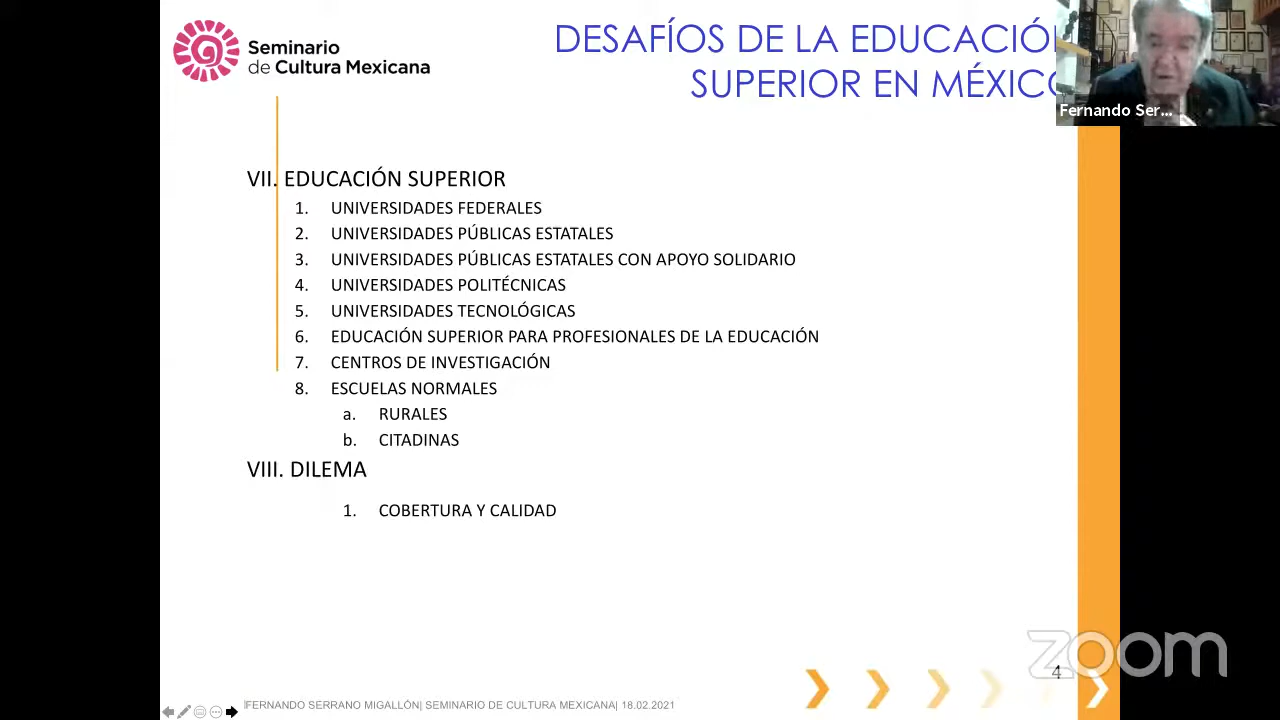 Seminario
de Cultura Mexicana
DESAFÍOS DE LA EDUCACIÓN
SUPERIOR EN MÉXICO
Fernando Ser...
VII. EDUCACIÓN SUPERIOR
1. UNIVERSIDADES FEDERALES
2. UNIVERSIDADES PÚBLICAS ESTATALES
3. UNIVERSIDADES PÚBLICAS ESTATALES CON APOYO SOLIDARIO
4. UNIVERSIDADES POLITÉCNICAS
5. UNIVERSIDADES TECNOLÓGICAS
6. EDUCACIÓN SUPERIOR PARA PROFESIONALES DE LA EDUCACIÓN
7. CENTROS DE INVESTIGACIÓN
8. ESCUELAS NORMALES
a. RURALES
b. CITADINAS
VIII. DILEMA
1. COBERTURA Y CALIDAD
zoom
4
FERNANDO SERRANO MIGALLÓN| SEMINARIO DE CULTURA MEXICANA| 18.02.2021